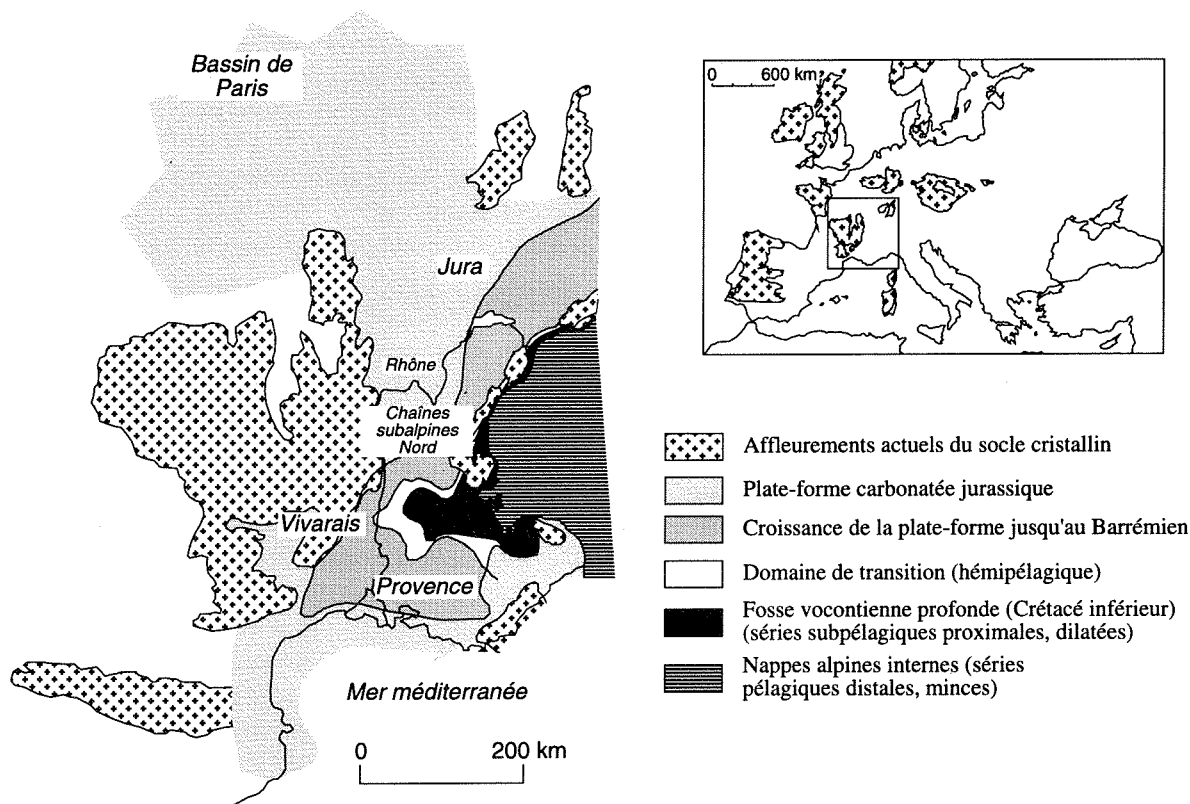 Bassin de
Paris
Jura
Rhône
Chaînes
subalpines
Nord
Vivarais
Provence
Mer méditerranée
0 200 km
0 600 km
Affleurements actuels du socle cristallin
Plate-forme carbonatée jurassique
Croissance de la plate-forme jusqu'au Barrémien
Domaine de transition (hémipélagique)
Fosse vocontienne profonde (Crétacé inférieur)
(séries subpélagiques proximales, dilatées)
Nappes alpines internes (séries
pélagiques distales, minces)